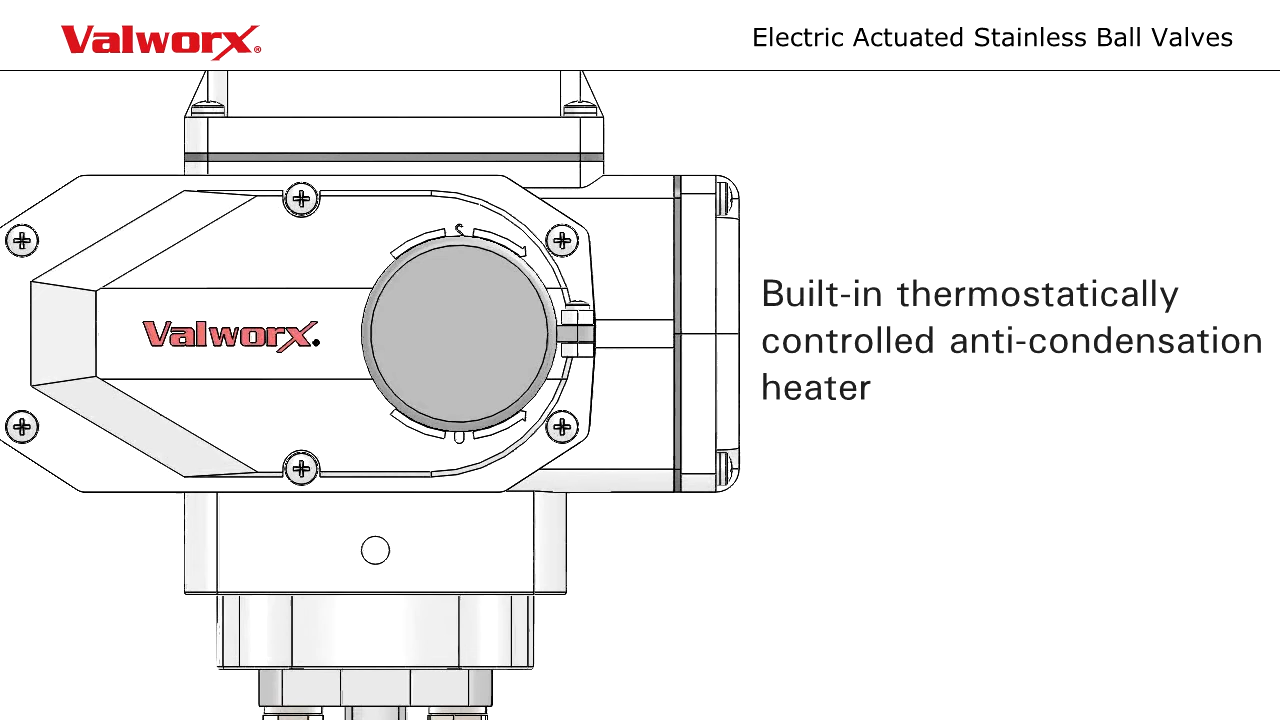 Valworx®
Electric Actuated Stainless Ball Valves
S
Valworx
Built-in thermostatically
controlled anti-condensation
heater
O